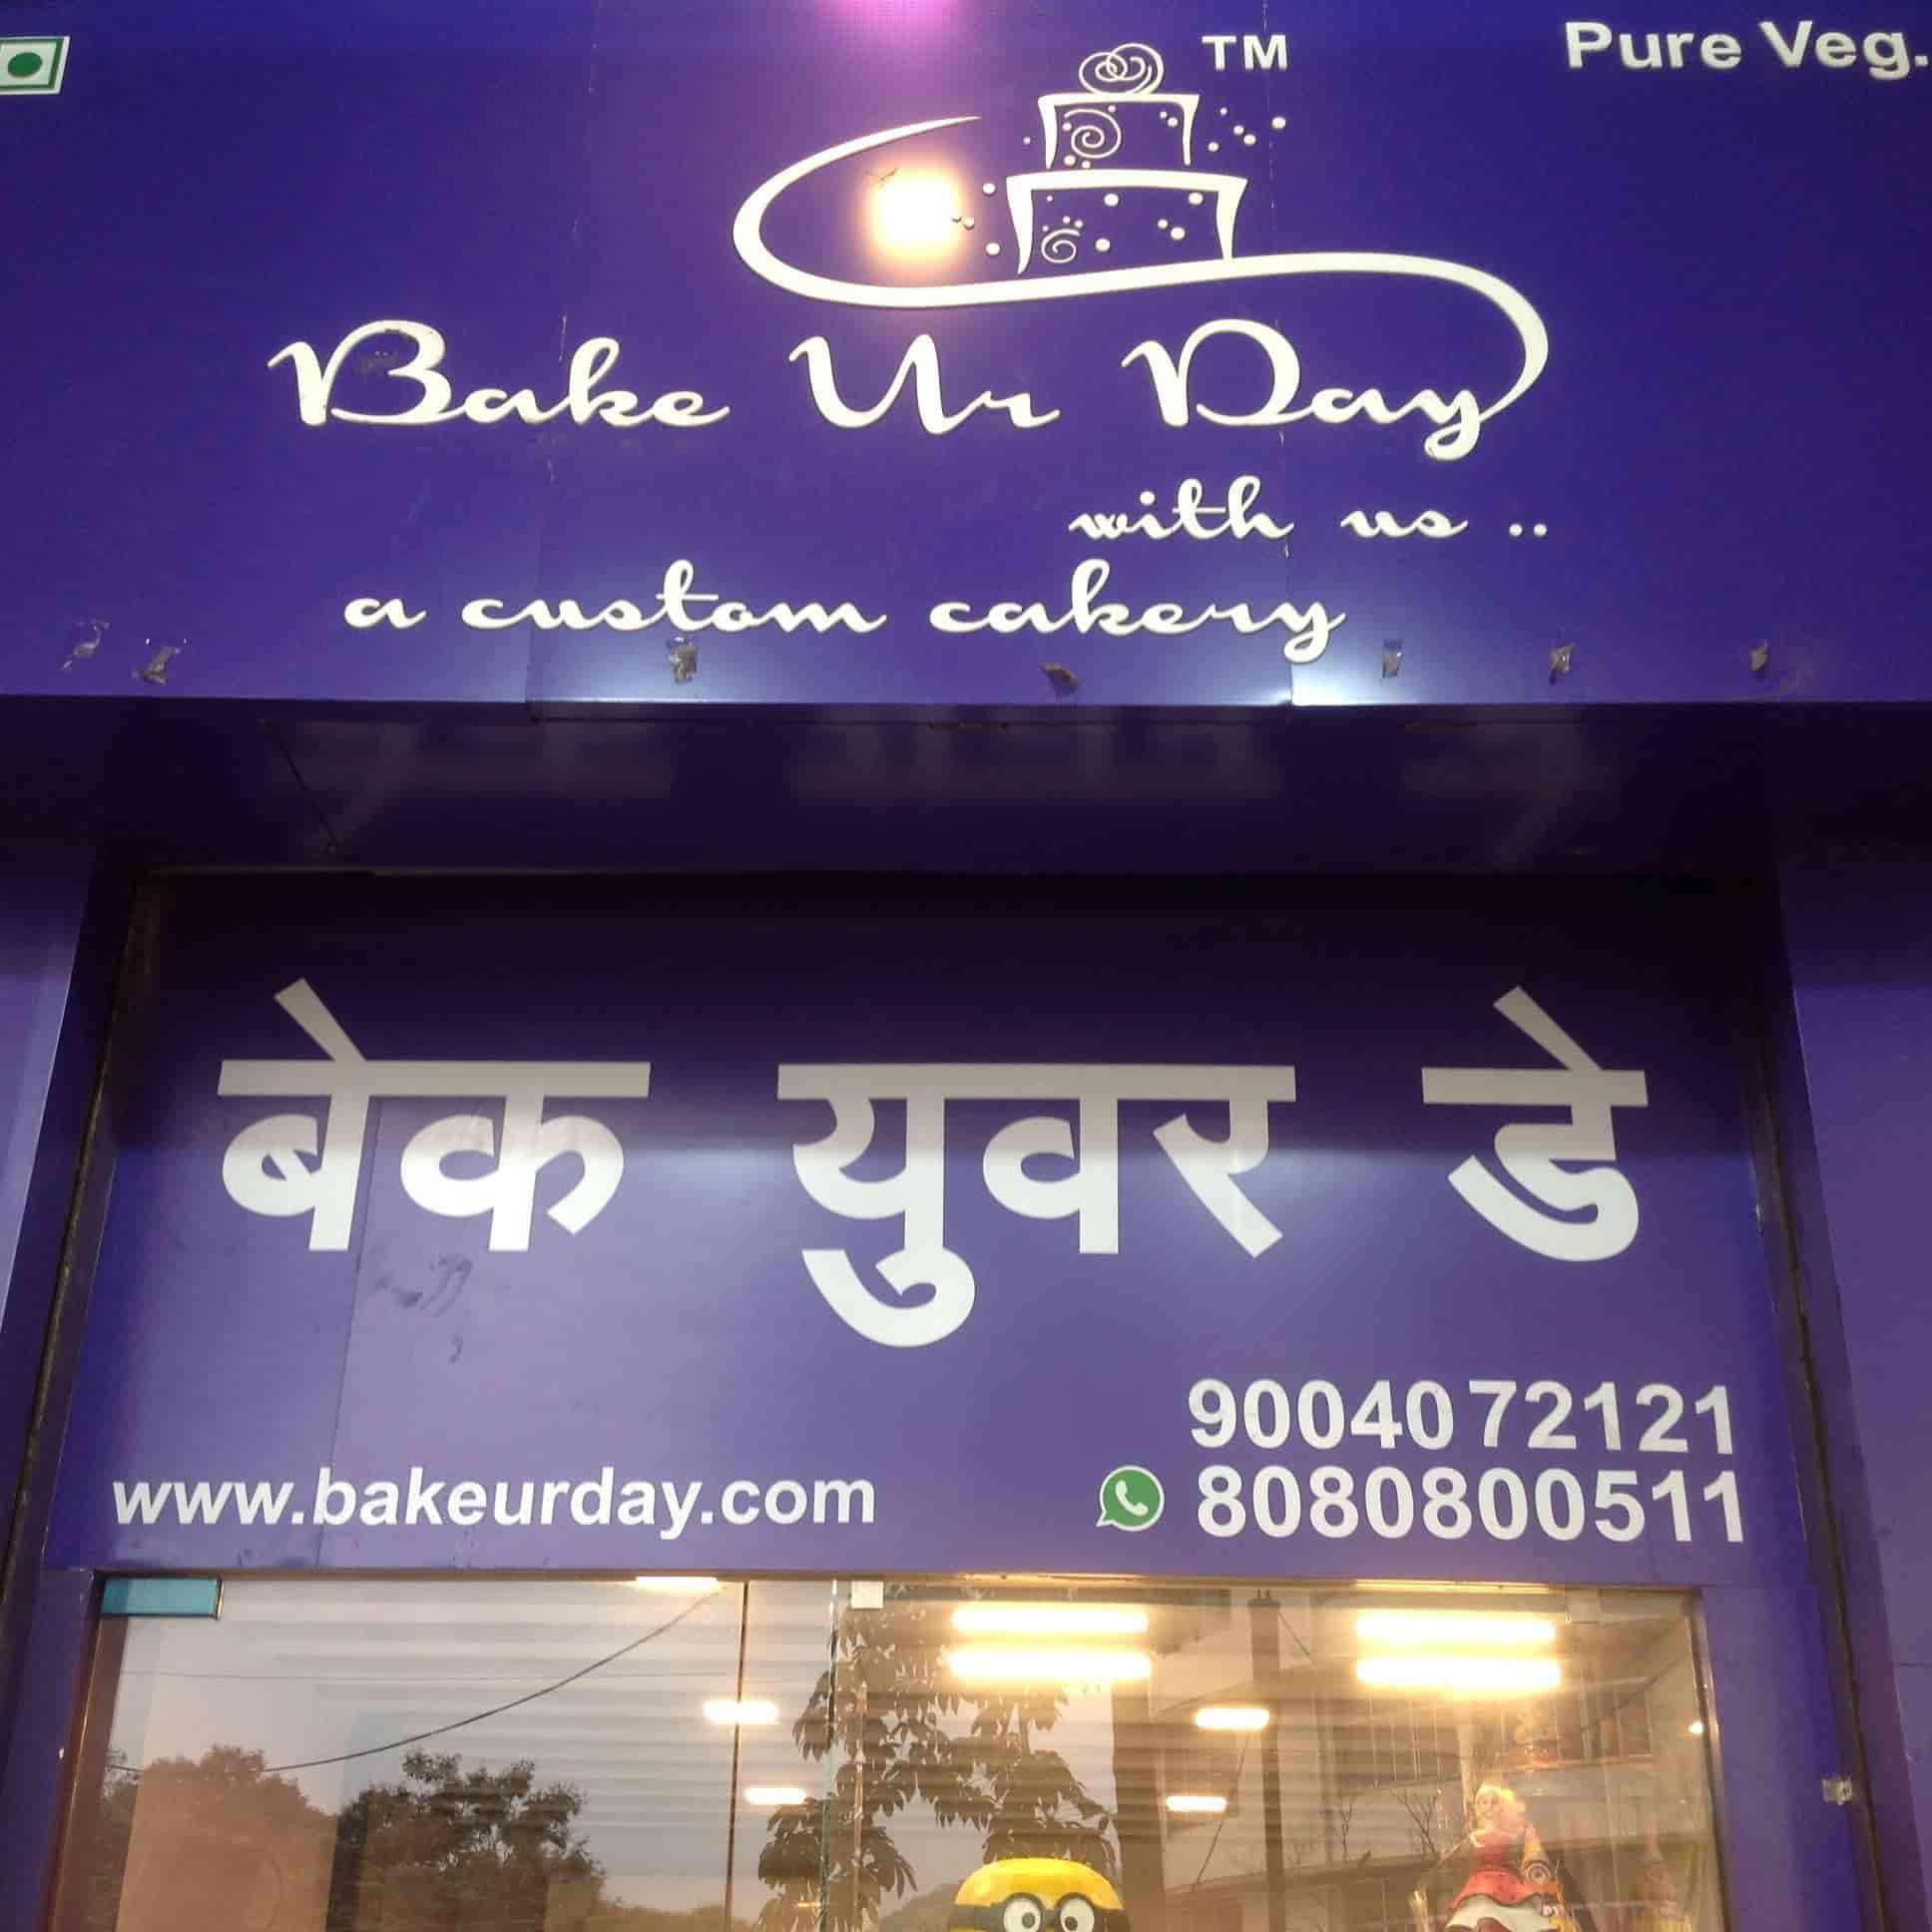 TM
Pure Veg.
Bake Ur Day
with us ..
a custom cakery
बेक युवर डे
9004072121
www.bakeurday.com
8080800511